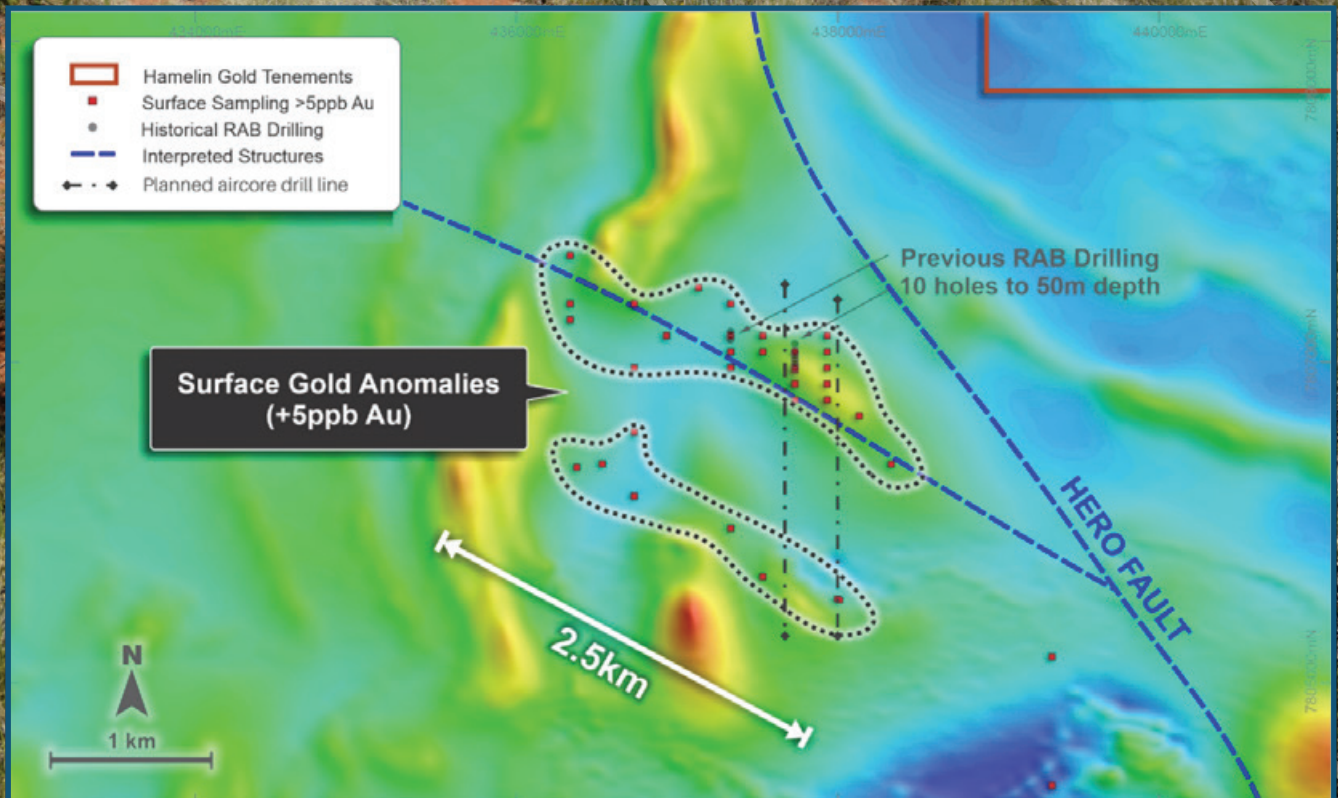 434000mE
436000mE
438000mE
440000mE
Hamelin Gold Tenements
Surface Sampling >5ppb Au
Historical RAB Drilling
Interpreted Structures
Planned aircore drill line
Previous RAB Drilling
10 holes to 50m depth
Surface Gold Anomalies
(+5ppb Au)
HERO FAULT
2.5km
N
1 km